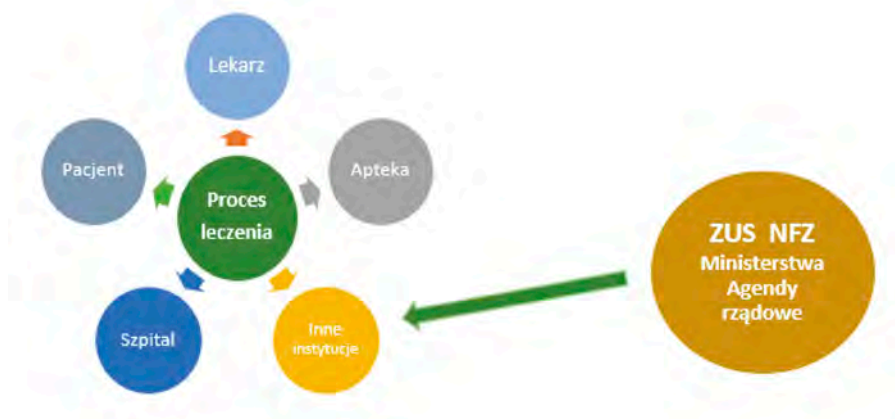 Lekarz
Pacjent
Apteka
Proces
leczenia
ZUS NFZ
Ministerstwa
Agendy
rządowe
Szpital
Inne
instytucje